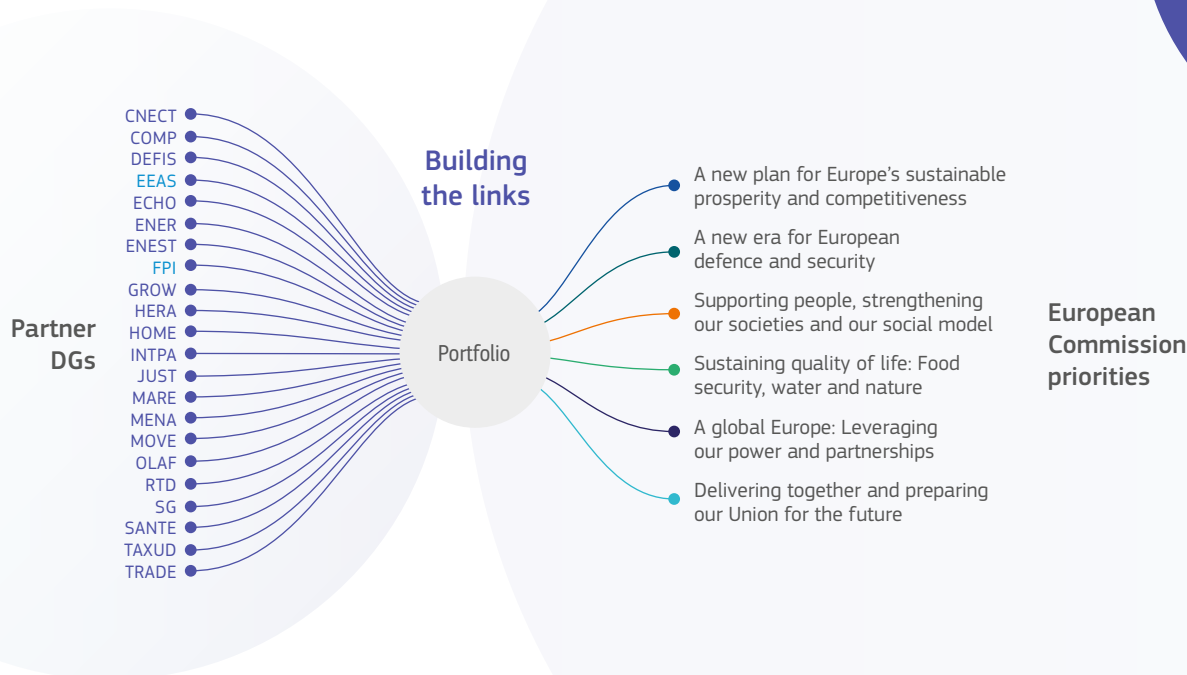 Partner
DGs
CNECT
COMP
DEFIS
EEAS
ECHO
ENER
ENEST
FPI
GROW
HERA
HOME
INTPA
JUST
MARE
MENA
MOVE
OLAF
RTD
SG
SANTE
TAXUD
TRADE
Building
the links
Portfolio
A new plan for Europe’s sustainable
prosperity and competitiveness
A new era for European
defence and security
Supporting people, strengthening
our societies and our social model
Sustaining quality of life: Food
security, water and nature
A global Europe: Leveraging
our power and partnerships
Delivering together and preparing
our Union for the future
European
Commission
priorities